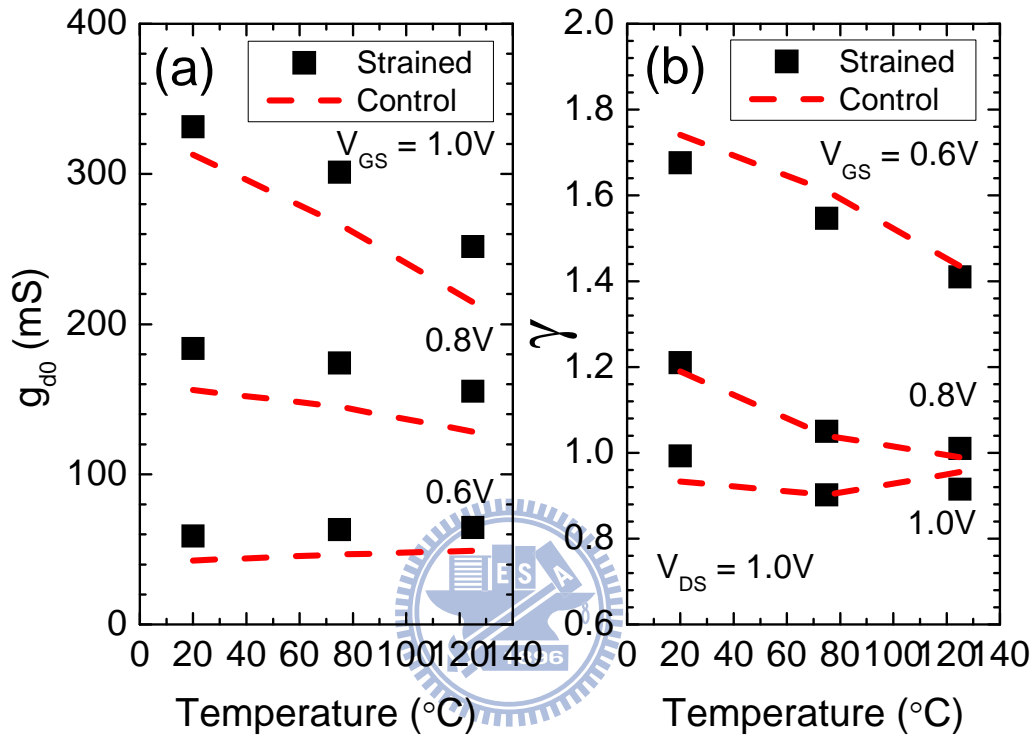 (a)
Strained
Control
V_GS = 1.0V
0.8V
0.6V
400
300
200
100
0
g_d0 (mS)
0 20 40 60 80 100 120 140
Temperature (°C)
(b)
Strained
Control
V_GS = 0.6V
0.8V
1.0V
V_DS = 1.0V
2.0
1.8
1.6
1.4
1.2
1.0
0.8
0.6
γ
0 20 40 60 80 100 120 140
Temperature (°C)
E S A
1896